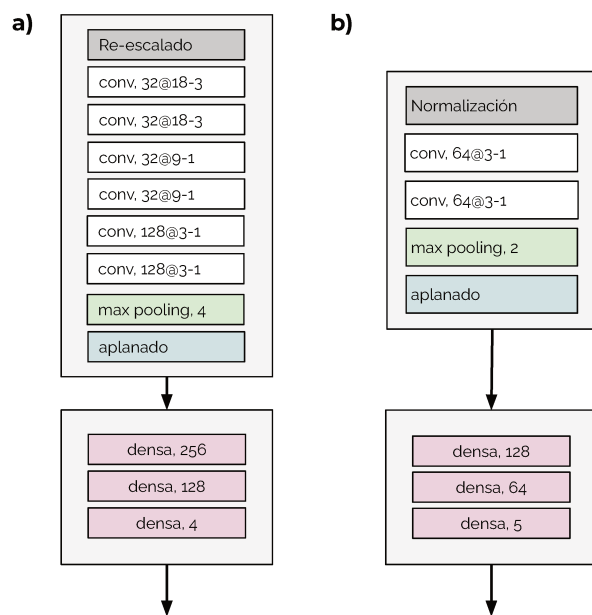 a)
Re-escalado
conv, 32@18-3
conv, 32@18-3
conv, 32@9-1
conv, 32@9-1
conv, 128@3-1
conv, 128@3-1
max pooling, 4
aplanado
densa, 256
densa, 128
densa, 4
b)
Normalización
conv, 64@3-1
conv, 64@3-1
max pooling, 2
aplanado
densa, 128
densa, 64
densa, 5